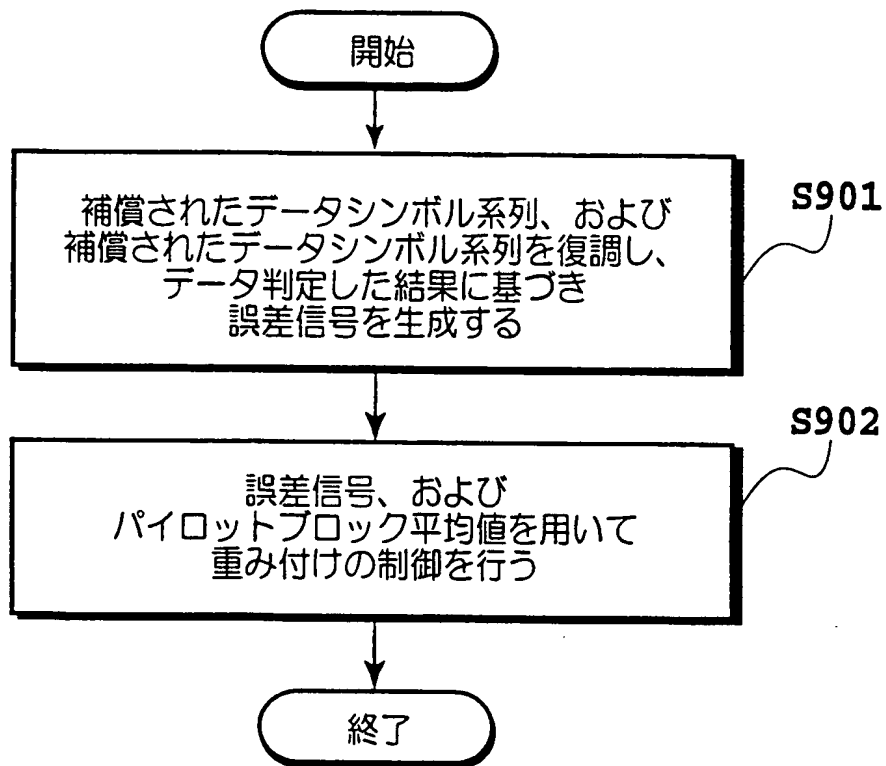 開始
補償されたデータシンボル系列、および
補償されたデータシンボル系列を復調し、
データ判定した結果に基づき
誤差信号を生成する
S901
誤差信号、および
パイロットブロック平均値を用いて
重み付けの制御を行う
S902
終了